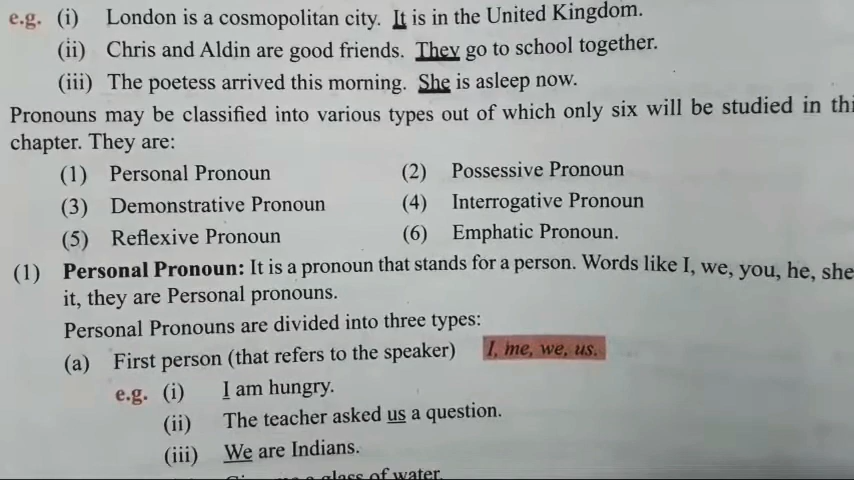 e.g. (i) London is a cosmopolitan city. It is in the United Kingdom.
(ii) Chris and Aldin are good friends. They go to school together.
(iii) The poetess arrived this morning. She is asleep now.
Pronouns may be classified into various types out of which only six will be studied in thi
chapter. They are:
(1) Personal Pronoun (2) Possessive Pronoun
(3) Demonstrative Pronoun (4) Interrogative Pronoun
(5) Reflexive Pronoun (6) Emphatic Pronoun.
(1) Personal Pronoun: It is a pronoun that stands for a person. Words like I, we, you, he, she
it, they are Personal pronouns.
Personal Pronouns are divided into three types:
(a) First person (that refers to the speaker) I, me, we, us.
e.g. (i) I am hungry.
(ii) The teacher asked us a question.
(iii) We are Indians.
glass of water.